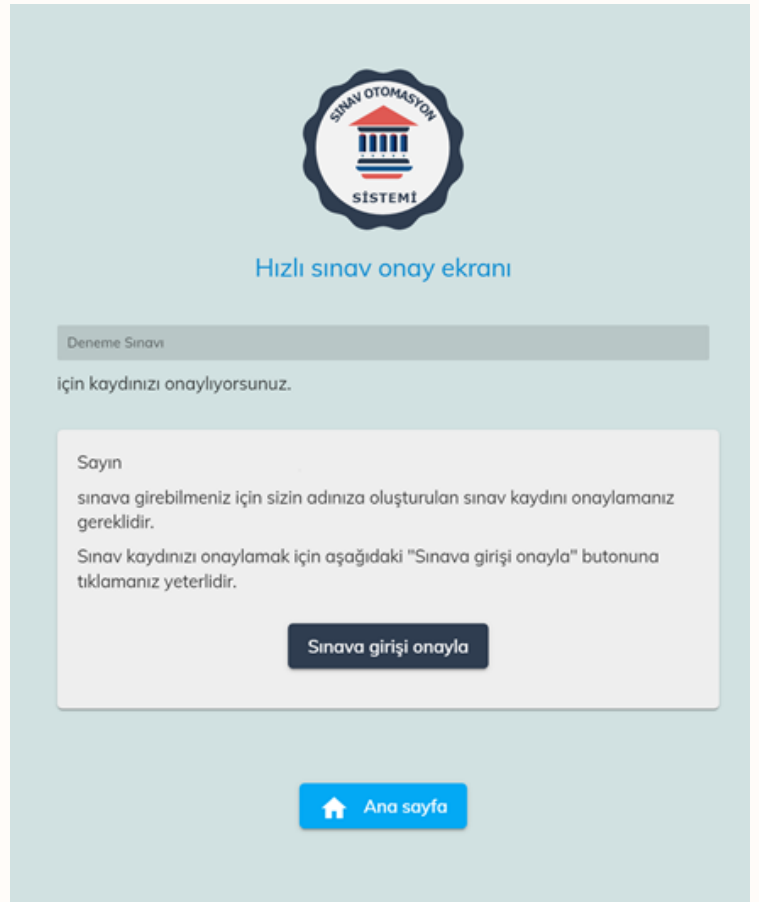 SINAV OTOMASYON
SİSTEMİ
Hızlı sınav onay ekranı
Deneme Sınavı
için kaydınızı onaylıyorsunuz.
Sayın
sınava girebilmeniz için sizin adınıza oluşturulan sınav kaydını onaylamanız
gereklidir.
Sınav kaydınızı onaylamak için aşağıdaki "Sınava girişi onayla" butonuna
tıklamanız yeterlidir.
Sınava girişi onayla
Ana sayfa